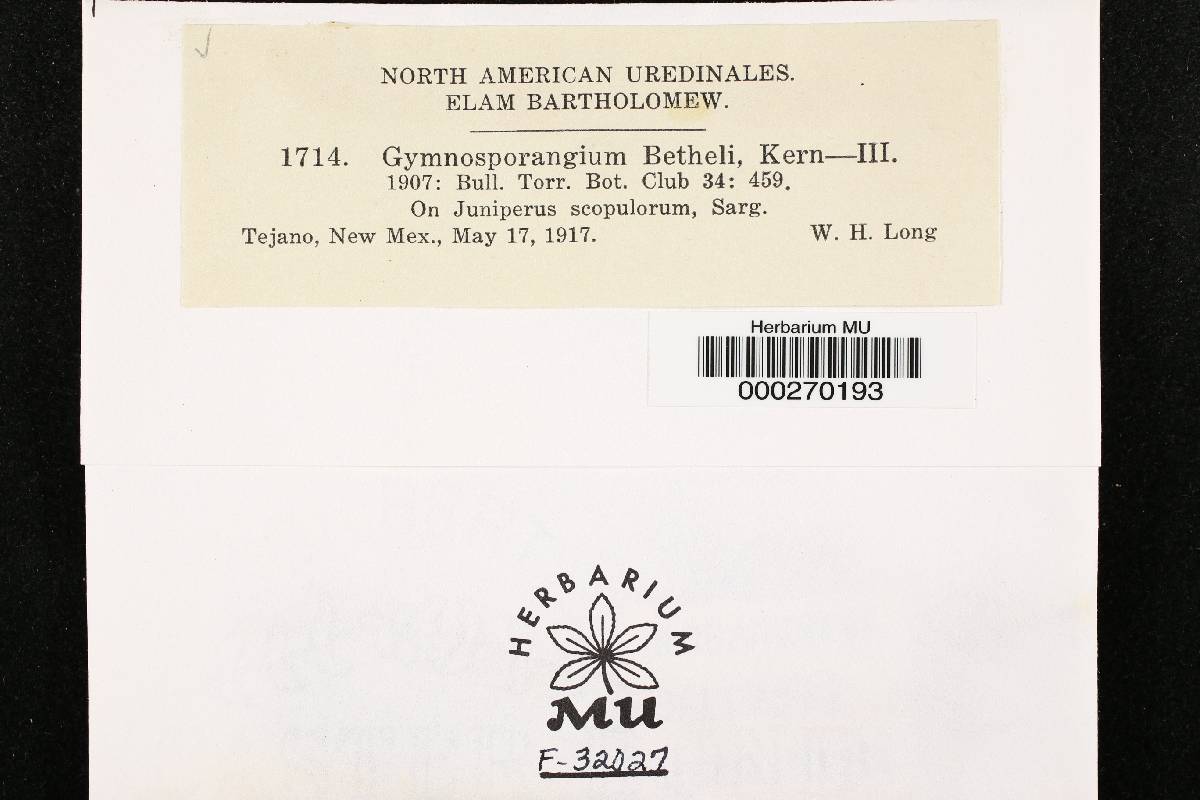 NORTH AMERICAN UREDINALES.
ELAM BARTHOLOMEW.
1714. Gymnosporangium Betheli, Kern—III.
1907: Bull. Torr. Bot. Club 34: 459.
On Juniperus scopulorum, Sarg.
Tejano, New Mex., May 17, 1917. W. H. Long
Herbarium MU
000270193
HERBARIUM
MU
F-32027